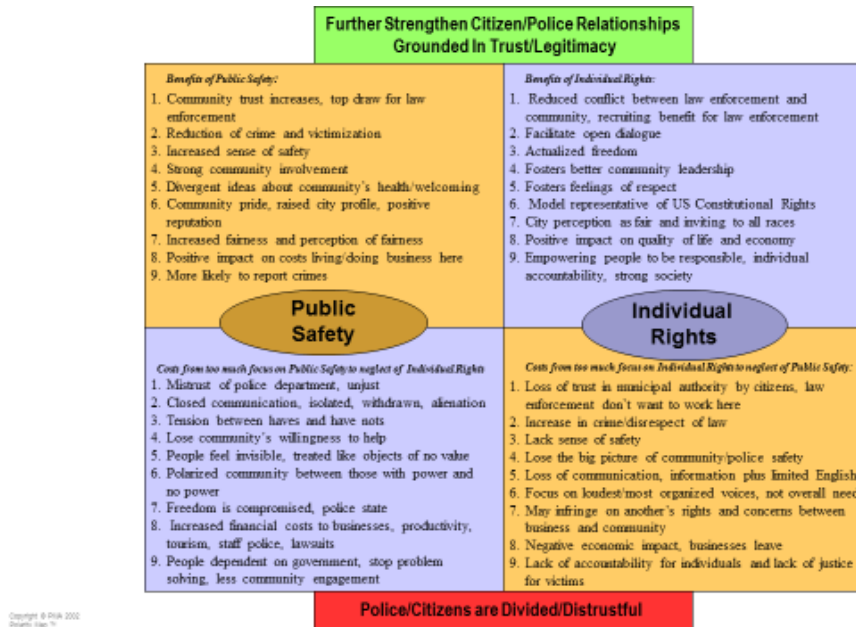 Further Strengthen Citizen/Police Relationships
Grounded In Trust/Legitimacy
Benefits of Public Safety:
1. Community trust increases, top draw for law
enforcement
2. Reduction of crime and victimization
3. Increased sense of safety
4. Strong community involvement
5. Divergent ideas about community's health/welcoming
6. Community pride, raised city profile, positive
reputation
7. Increased fairness and perception of fairness
8. Positive impact on costs living/doing business here
9. More likely to report crimes
Benefits of Individual Rights:
1. Reduced conflict between law enforcement and
community, recruiting benefit for law enforcement
2. Facilitate open dialogue
3. Actualized freedom
4. Fosters better community leadership
5. Fosters feelings of respect
6. Model representative of US Constitutional Rights
7. City perception as fair and inviting to all races
8. Positive impact on quality of life and economy
9. Empowering people to be responsible, individual
accountability, strong society
Public
Safety
Individual
Rights
Costs from too much focus on Public Safety to neglect of Individual Rights
1. Mistrust of police department, unjust
2. Closed communication, isolated, withdrawn, alienation
3. Tension between haves and have nots
4. Lose community's willingness to help
5. People feel invisible, treated like objects of no value
6. Polarized community between those with power and
no power
7. Freedom is compromised, police state
8. Increased financial costs to businesses, productivity,
tourism, staff police, lawsuits
9. People dependent on government, stop problem
solving, less community engagement
Costs from too much focus on Individual Rights to neglect of Public Safety:
1. Loss of trust in municipal authority by citizens, law
enforcement don't want to work here
2. Increase in crime/disrespect of law
3. Lack sense of safety
4. Lose the big picture of community/police safety
5. Loss of communication, information plus limited English
6. Focus on loudest/most organized voices, not overall need
7. May infringe on another's rights and concerns between
business and community
8. Negative economic impact, businesses leave
9. Lack of accountability for individuals and lack of justice
for victims
Police/Citizens are Divided/Distrustful
Copyright © 2002